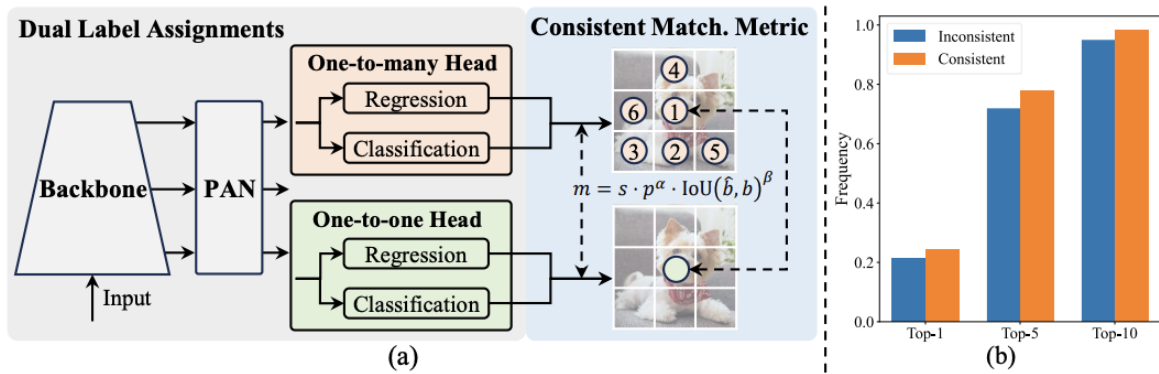 Dual Label Assignments
Consistent Match. Metric
One-to-many Head
Regression
Classification
Backbone
PAN
Input
One-to-one Head
Regression
Classification
4
6 1
3 2 5
m = s · p^α · IoU(b̂, b)^β
(a)
Inconsistent
Consistent
Frequency
1.0
0.8
0.6
0.4
0.2
0.0
Top-1 Top-5 Top-10
(b)